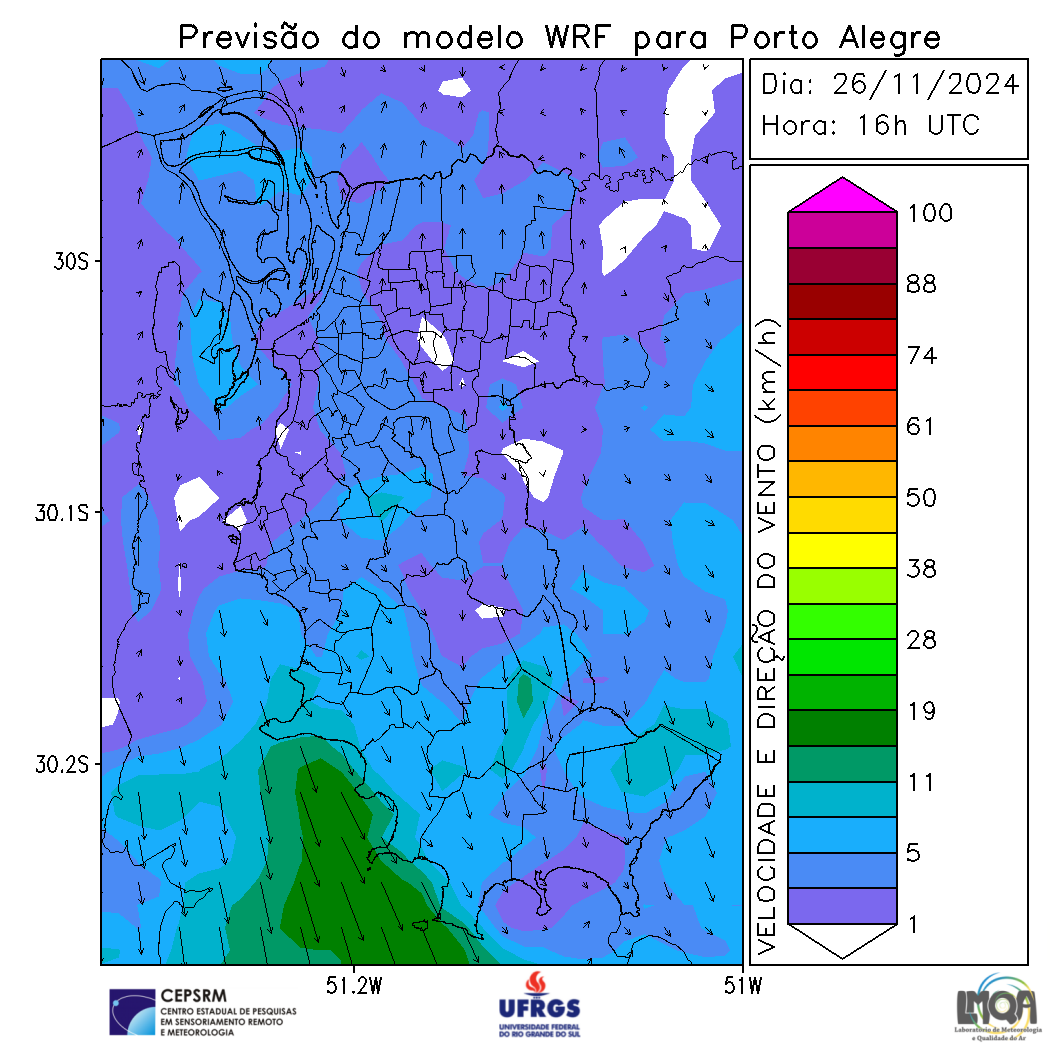 Previsão do modelo WRF para Porto Alegre
Dia: 26/11/2024
Hora: 16h UTC
30S
30.1S
30.2S
51.2W
51W
VELOCIDADE E DIREÇÃO DO VENTO (km/h)
100
88
74
61
50
38
28
19
11
5
1
CEPSRM
CENTRO ESTADUAL DE PESQUISAS
EM SENSORIAMENTO REMOTO
E METEOROLOGIA
UFRGS
UNIVERSIDADE FEDERAL
DO RIO GRANDE DO SUL
LMQA
Laboratório de Meteorologia
e Qualidade do Ar